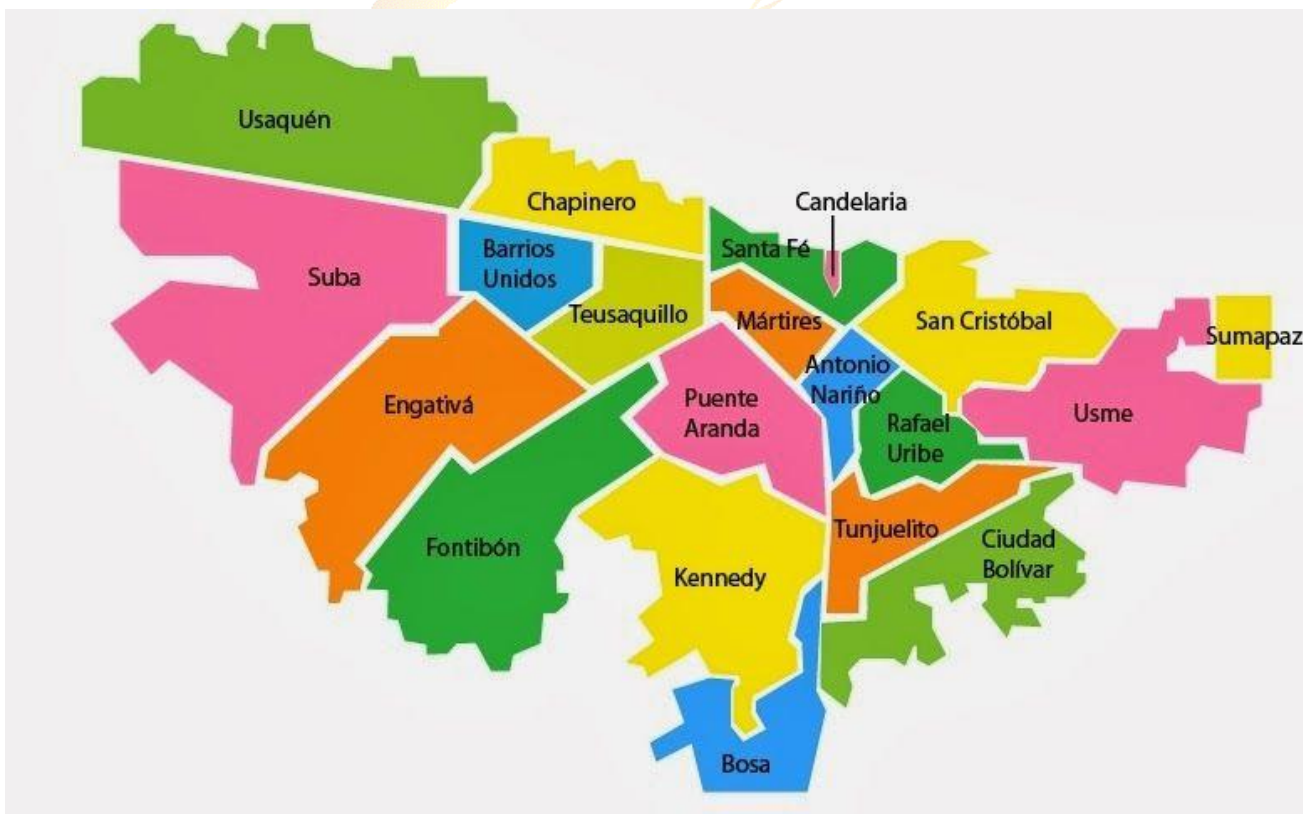 Usaquén
Chapinero
Candelaria
Santa Fé
Barrios
Unidos
Suba
Teusaquillo
Mártires
San Cristóbal
Sumapaz
Antonio
Nariño
Engativá
Puente
Aranda
Rafael
Uribe
Usme
Fontibón
Kennedy
Tunjuelito
Ciudad
Bolívar
Bosa